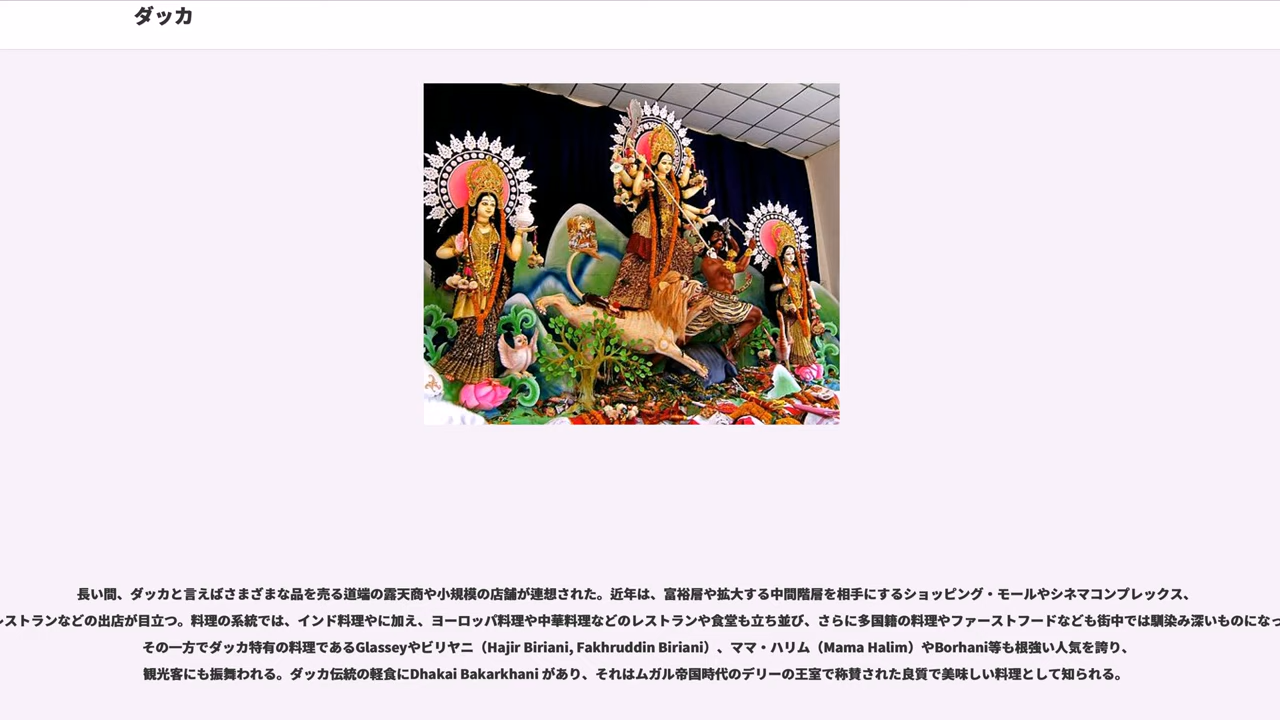 ダッカ
長い間、ダッカと言えばさまざまな品を売る道端の露天商や小規模の店舗が連想された。近年は、富裕層や拡大する中間階層を相手にするショッピング・モールやシネマコンプレックス、
レストランなどの出店が目立つ。料理の系統では、インド料理やに加え、ヨーロッパ料理や中華料理などのレストランや食堂も立ち並び、さらに多国籍の料理やファーストフードなども街中では馴染み深いものになっ
その一方でダッカ特有の料理であるGlasseyやビリヤニ（Hajir Biriani, Fakhruddin Biriani）、ママ・ハリム（Mama Halim）やBorhani等も根強い人気を誇り、
観光客にも振舞われる。ダッカ伝統の軽食にDhakai Bakarkhani があり、それはムガル帝国時代のデリーの王室で称賛された良質で美味しい料理として知られる。